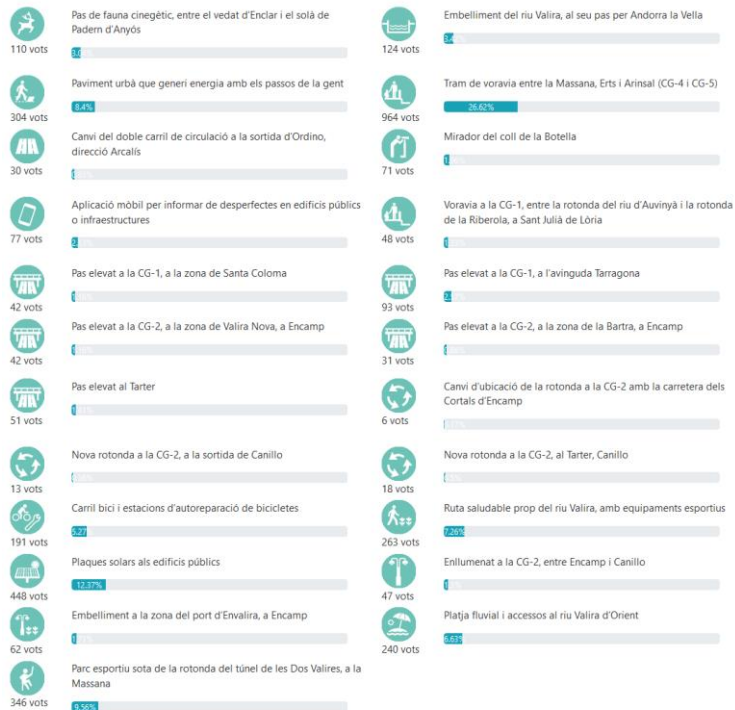 Pas de fauna cinegètic, entre el vedat d'Enclar i el solà de
Padern d'Anyós
110 vots
Embelliment del riu Valira, al seu pas per Andorra la Vella
124 vots
Paviment urbà que generi energia amb els passos de la gent
8.4%
304 vots
Tram de voravia entre la Massana, Erts i Arinsal (CG-4 i CG-5)
26.62%
964 vots
Canvi del doble carril de circulació a la sortida d'Ordino,
direcció Arcalís
30 vots
Mirador del coll de la Botella
71 vots
Aplicació mòbil per informar de desperfectes en edificis públics
o infraestructures
77 vots
Voravia a la CG-1, entre la rotonda del riu d'Auvinyà i la rotonda
de la Riberola, a Sant Julià de Lòria
48 vots
Pas elevat a la CG-1, a la zona de Santa Coloma
42 vots
Pas elevat a la CG-1, a l'avinguda Tarragona
93 vots
Pas elevat a la CG-2, a la zona de Valira Nova, a Encamp
42 vots
Pas elevat a la CG-2, a la zona de la Bartra, a Encamp
31 vots
Pas elevat al Tarter
51 vots
Canvi d'ubicació de la rotonda a la CG-2 amb la carretera dels
Cortals d'Encamp
6 vots
Nova rotonda a la CG-2, a la sortida de Canillo
13 vots
Nova rotonda a la CG-2, al Tarter, Canillo
18 vots
Carril bici i estacions d'autoreparació de bicicletes
5.27
191 vots
Ruta saludable prop del riu Valira, amb equipaments esportius
7.26%
263 vots
Plaques solars als edificis públics
12.37%
448 vots
Enllumenat a la CG-2, entre Encamp i Canillo
47 vots
Embelliment a la zona del port d'Envalira, a Encamp
62 vots
Platja fluvial i accessos al riu Valira d'Orient
6.63%
240 vots
Parc esportiu sota de la rotonda del túnel de les Dos Valires, a la
Massana
9.56%
346 vots